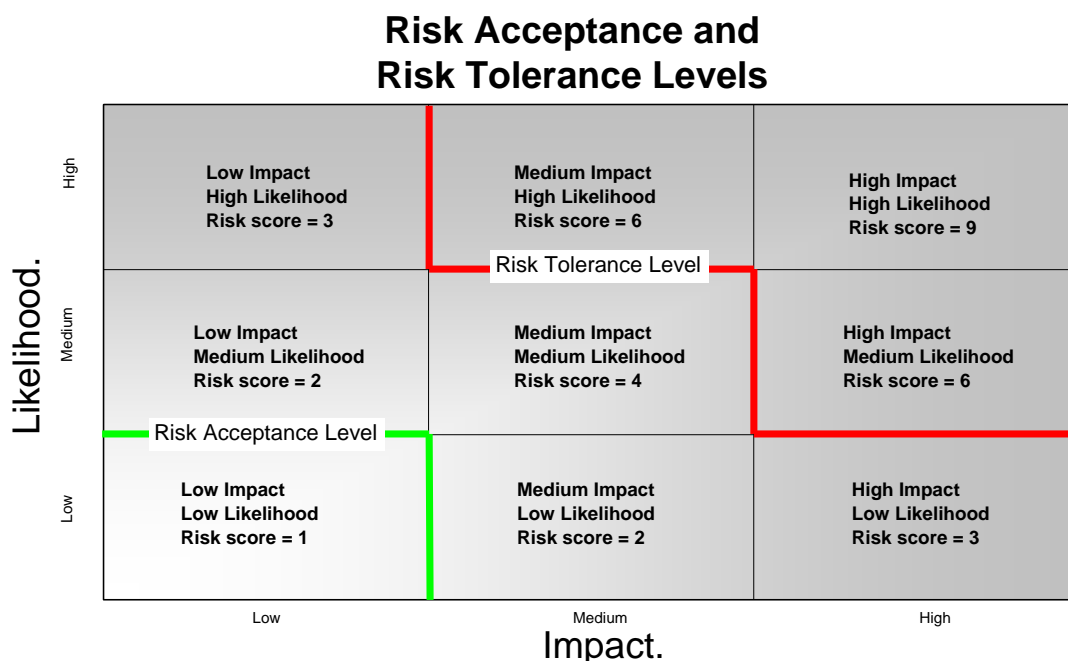 Risk Acceptance and
Risk Tolerance Levels
High
Low Impact
High Likelihood
Risk score = 3
Medium Impact
High Likelihood
Risk score = 6
High Impact
High Likelihood
Risk score = 9
Risk Tolerance Level
Likelihood.
Medium
Low Impact
Medium Likelihood
Risk score = 2
Medium Impact
Medium Likelihood
Risk score = 4
High Impact
Medium Likelihood
Risk score = 6
Risk Acceptance Level
Low
Low Impact
Low Likelihood
Risk score = 1
Medium Impact
Low Likelihood
Risk score = 2
High Impact
Low Likelihood
Risk score = 3
Low
Medium
High
Impact.